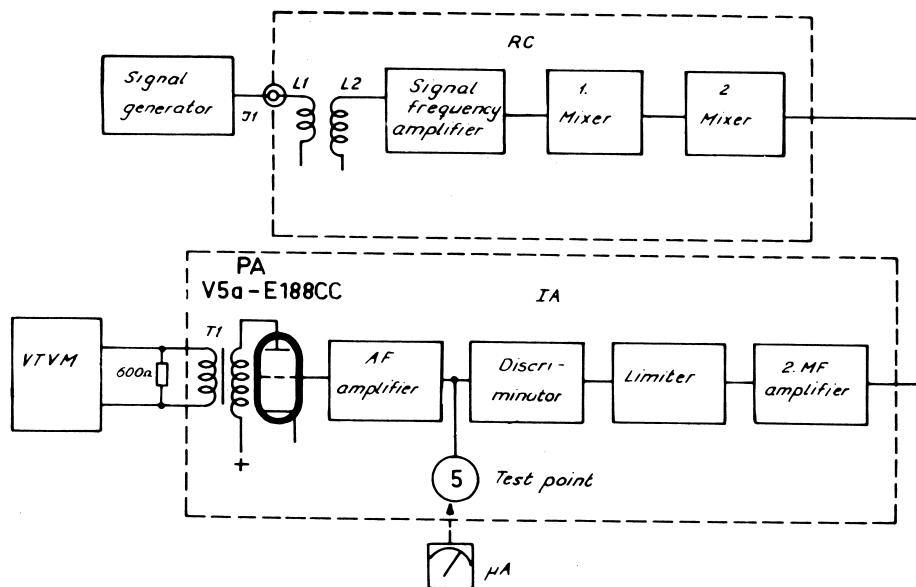 RC
Signal
generator
J1
L1
L2
Signal
frequency
amplifier
1.
Mixer
2
Mixer
PA
V5a-E188CC
IA
VTVM
600Ω
T1
+
AF
amplifier
Discri-
minutor
Limiter
2. MF
amplifier
5
Test point
μA